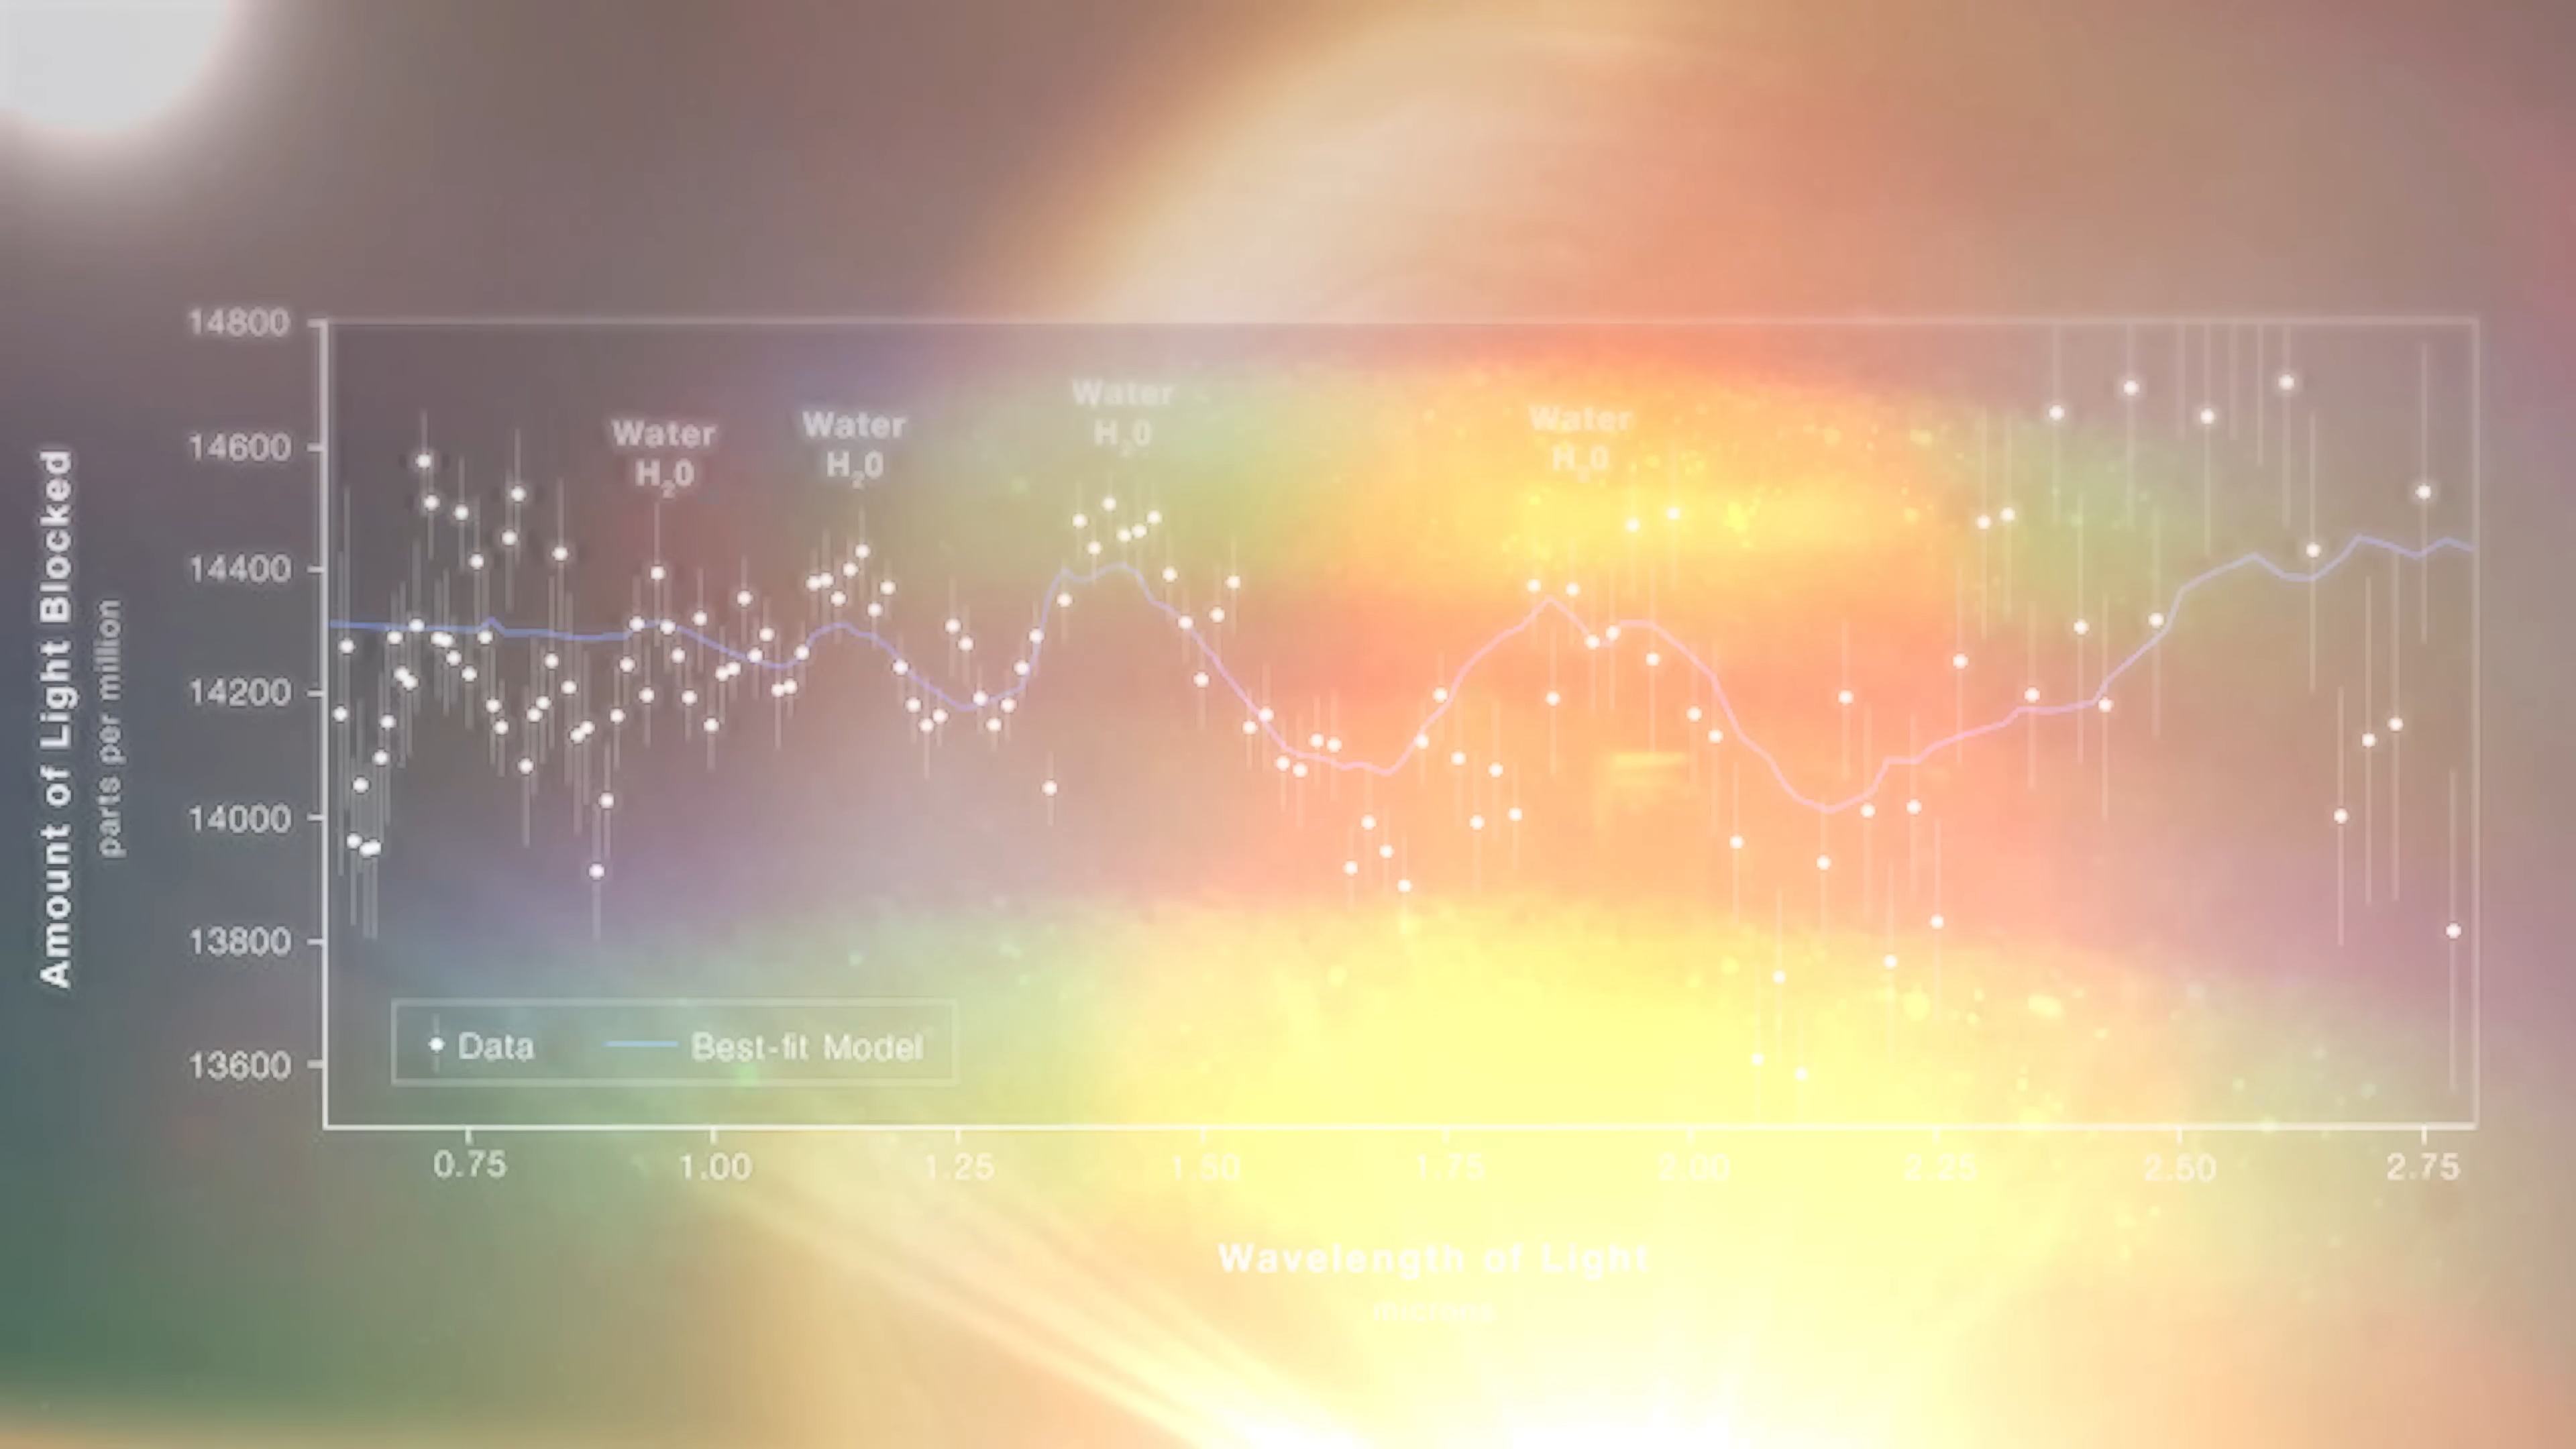 14800
14600
14400
14200
14000
13800
13600
Amount of Light Blocked
parts per million
Water
H₂0
Water
H₂0
Water
H₂0
Water
H₂0
Data
Best-fit Model
0.75
1.00
1.25
1.50
1.75
2.00
2.25
2.50
2.75
Wavelength of Light
microns